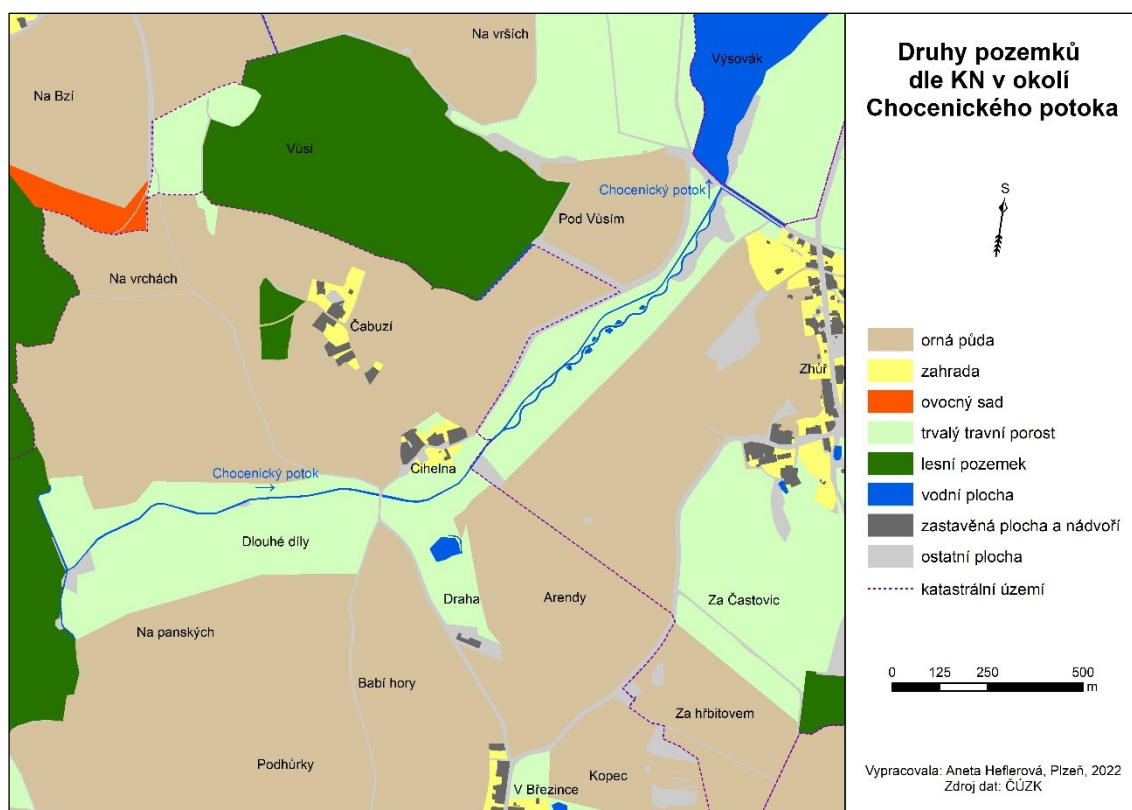 Druhy pozemků
dle KN v okolí
Chocenického potoka
S
orná půda
zahrada
ovocný sad
trvalý travní porost
lesní pozemek
vodní plocha
zastavěná plocha a nádvoří
ostatní plocha
katastrální území
0 125 250 500
m
Vypracovala: Aneta Heflerová, Plzeň, 2022
Zdroj dat: ČÚZK
Na vrších
Výsovák
Na Bzí
Vůsí
Chocenický potok
Pod Vůsím
Na vrchách
Čabuzí
Zhůř
Cihelna
Chocenický potok
Dlouhé díly
Draha
Arendy
Za Častovic
Na panských
Babí hory
Za hřbitovem
Podhůrky
Kopec
V Březince